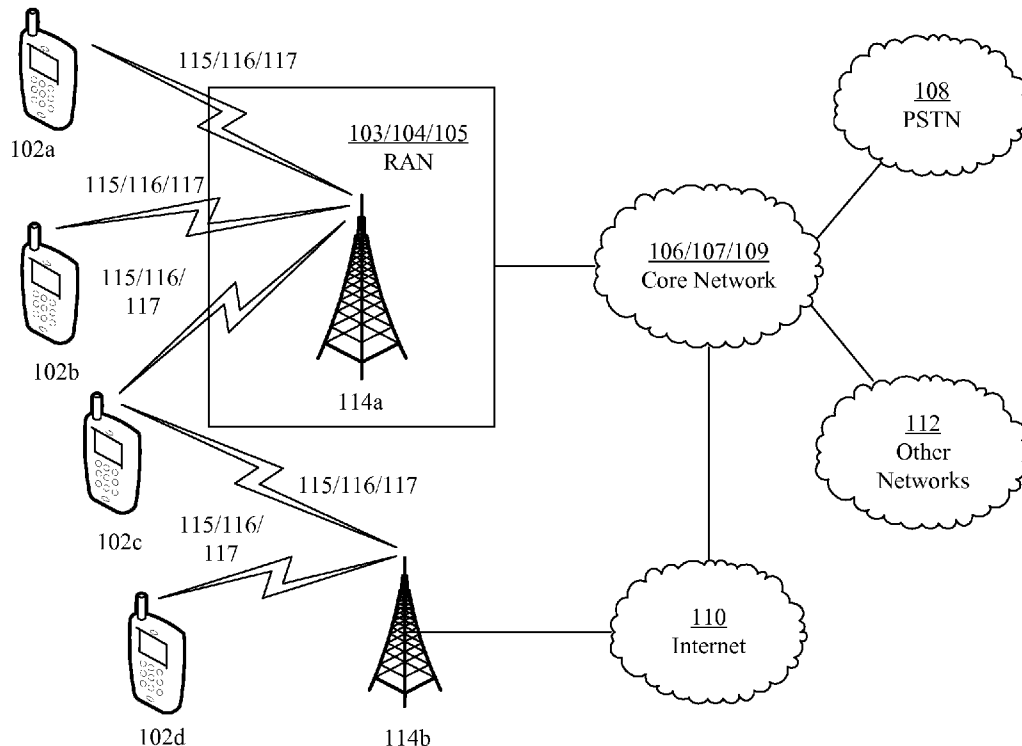 115/116/117
108
PSTN
103/104/105
RAN
102a
115/116/117
106/107/109
Core Network
115/116/
117
102b
114a
112
Other
Networks
115/116/117
115/116/
117
102c
110
Internet
102d
114b